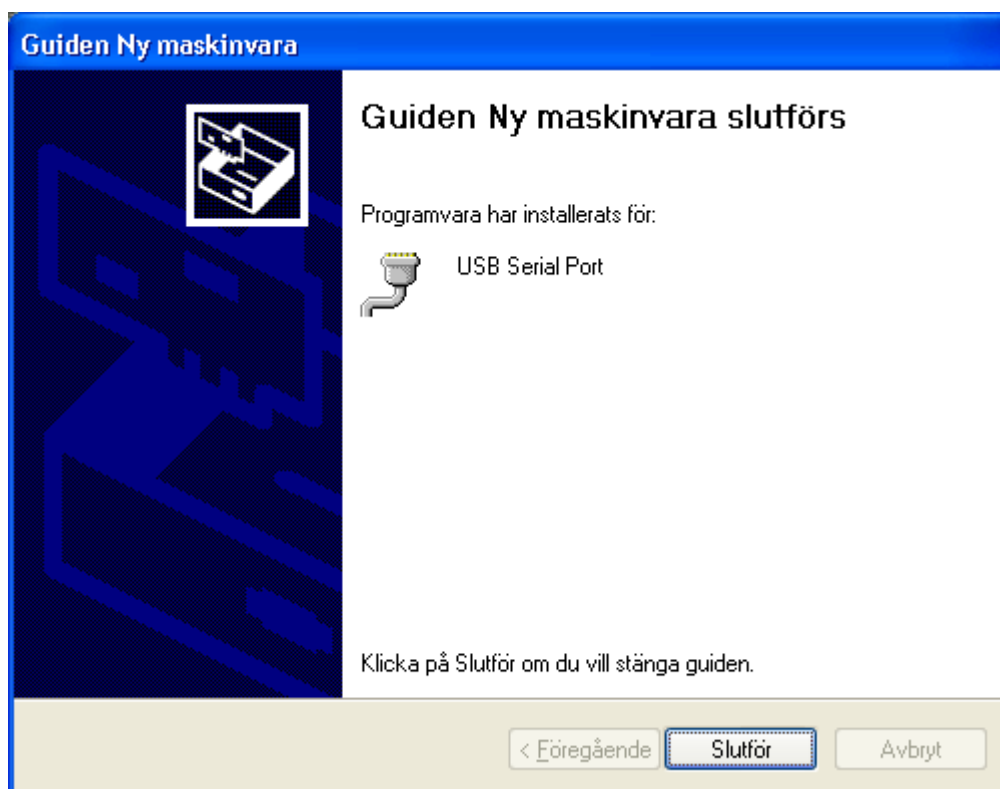 Guiden Ny maskinvara
Guiden Ny maskinvara slutförs
Programvara har installerats för:
USB Serial Port
Klicka på Slutför om du vill stänga guiden.
< Föregående Slutför Avbryt